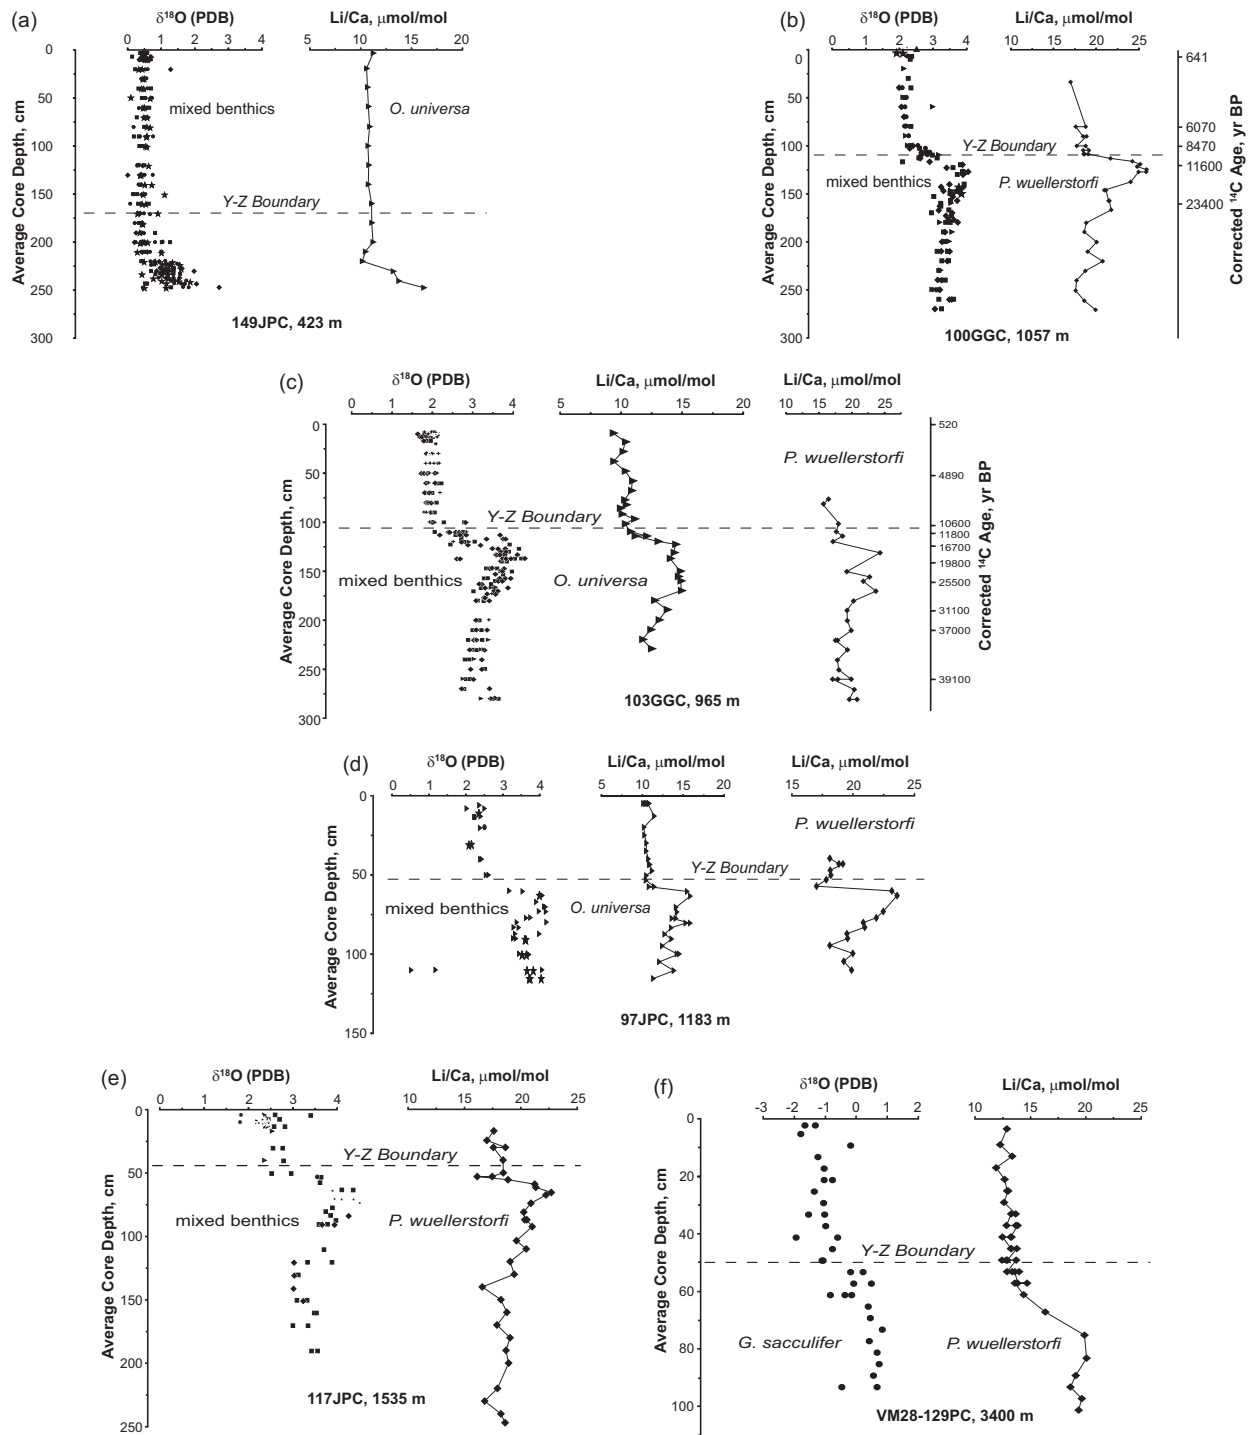 (a)
δ18O (PDB)
Li/Ca, μmol/mol
0 1 2 3 4
5 10 15 20
Average Core Depth, cm
0
50
100
150
200
250
300
mixed benthics
O. universa
Y-Z Boundary
149JPC, 423 m
(b)
δ18O (PDB)
Li/Ca, μmol/mol
0 1 2 3 4
10 15 20 25
Average Core Depth, cm
0
50
100
150
200
250
300
Y-Z Boundary
mixed benthics
P. wuellerstorfi
641
6070
8470
11600
23400
Corrected 14C Age, yr BP
100GGC, 1057 m
(c)
δ18O (PDB)
Li/Ca, μmol/mol
Li/Ca, μmol/mol
0 1 2 3 4
5 10 15 20
10 15 20 25
Average Core Depth, cm
0
50
100
150
200
250
300
P. wuellerstorfi
Y-Z Boundary
mixed benthics
O. universa
520
4890
10600
11800
16700
19800
25500
31100
37000
39100
Corrected 14C Age, yr BP
103GGC, 965 m
(d)
δ18O (PDB)
Li/Ca, μmol/mol
Li/Ca, μmol/mol
0 1 2 3 4
5 10 15 20
15 20 25
Average Core Depth, cm
0
50
100
150
P. wuellerstorfi
Y-Z Boundary
mixed benthics
O. universa
97JPC, 1183 m
(e)
δ18O (PDB)
Li/Ca, μmol/mol
0 1 2 3 4
10 15 20 25
Average Core Depth, cm
0
50
100
150
200
250
Y-Z Boundary
mixed benthics
P. wuellerstorfi
117JPC, 1535 m
(f)
δ18O (PDB)
Li/Ca, μmol/mol
-3 -2 -1 0 1 2
10 15 20 25
Average Core Depth, cm
0
20
40
60
80
100
Y-Z Boundary
G. sacculifer
P. wuellerstorfi
VM28-129PC, 3400 m